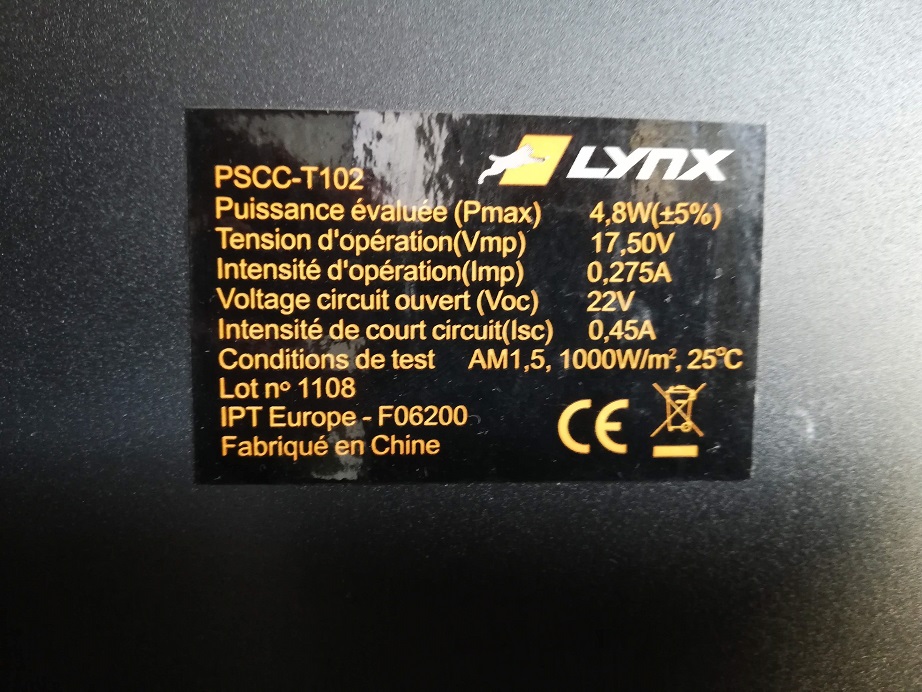 LYNX
PSCC-T102
Puissance évaluée (Pmax) 4,8W(±5%)
Tension d'opération(Vmp) 17,50V
Intensité d'opération(Imp) 0,275A
Voltage circuit ouvert (Voc) 22V
Intensité de court circuit(Isc) 0,45A
Conditions de test AM1,5, 1000W/m², 25°C
Lot nº 1108
IPT Europe - F06200
Fabriqué en Chine
CE